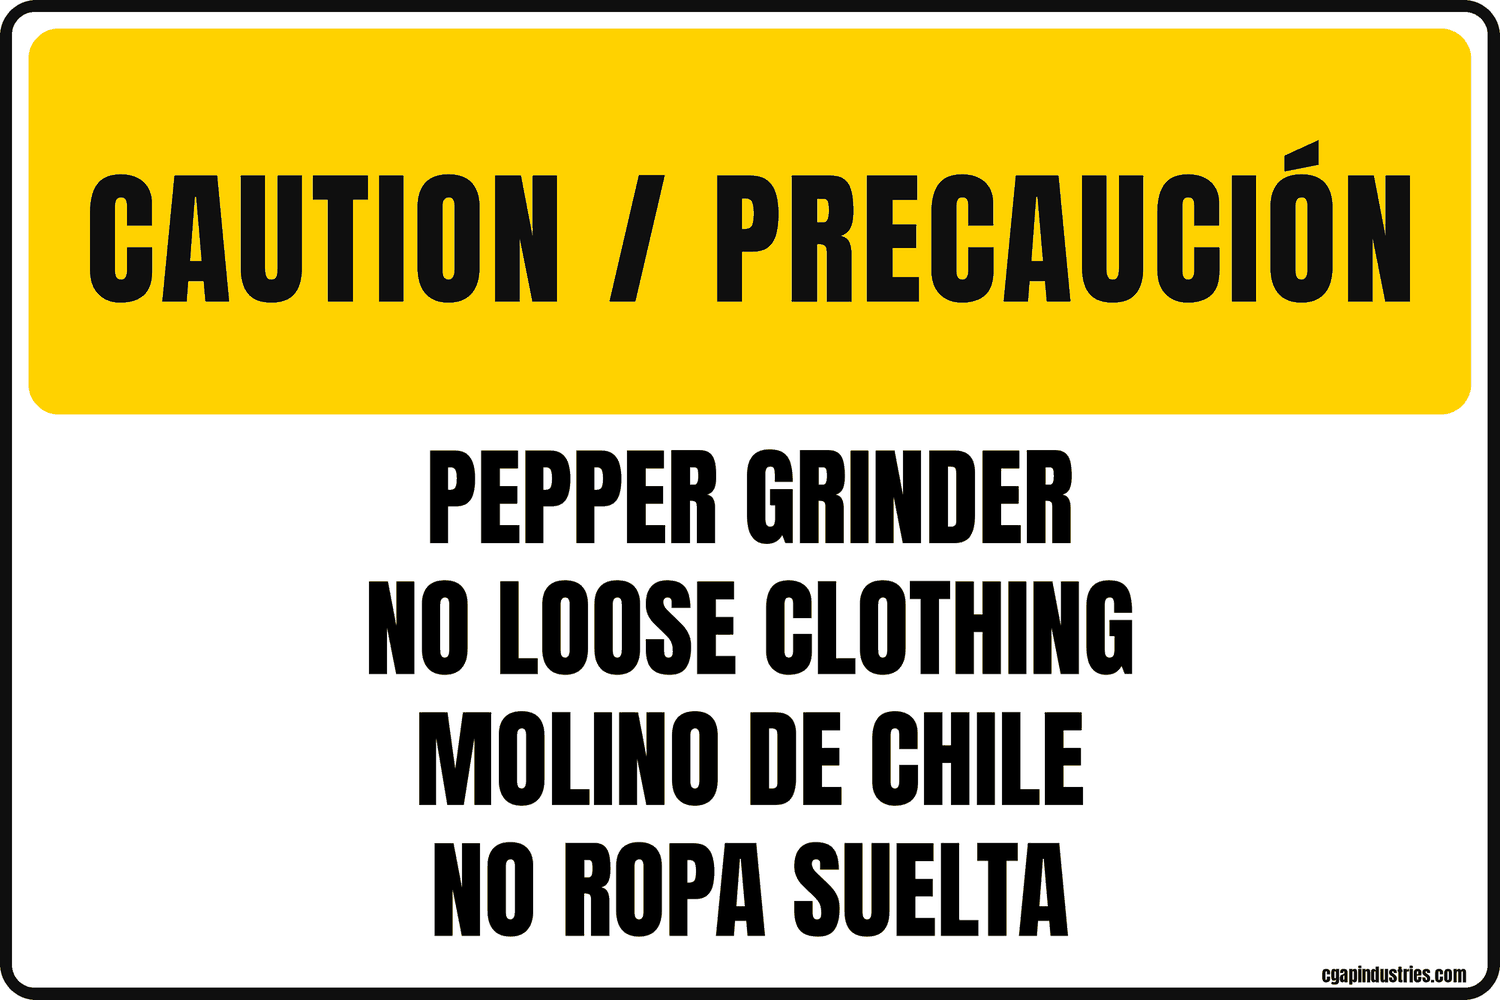 CAUTION / PRECAUCIÓN
PEPPER GRINDER
NO LOOSE CLOTHING
MOLINO DE CHILE
NO ROPA SUELTA
cgapindustries.com